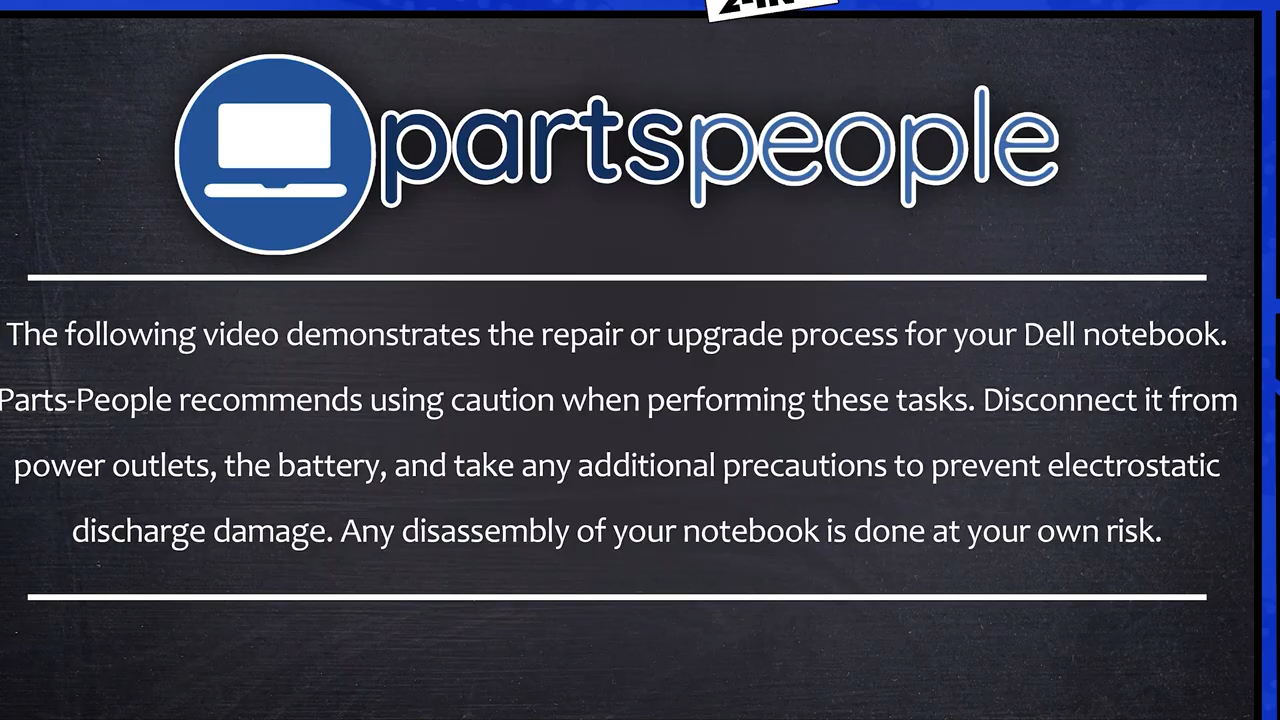 2-IN
partspeople
The following video demonstrates the repair or upgrade process for your Dell notebook.
Parts-People recommends using caution when performing these tasks. Disconnect it from
power outlets, the battery, and take any additional precautions to prevent electrostatic
discharge damage. Any disassembly of your notebook is done at your own risk.